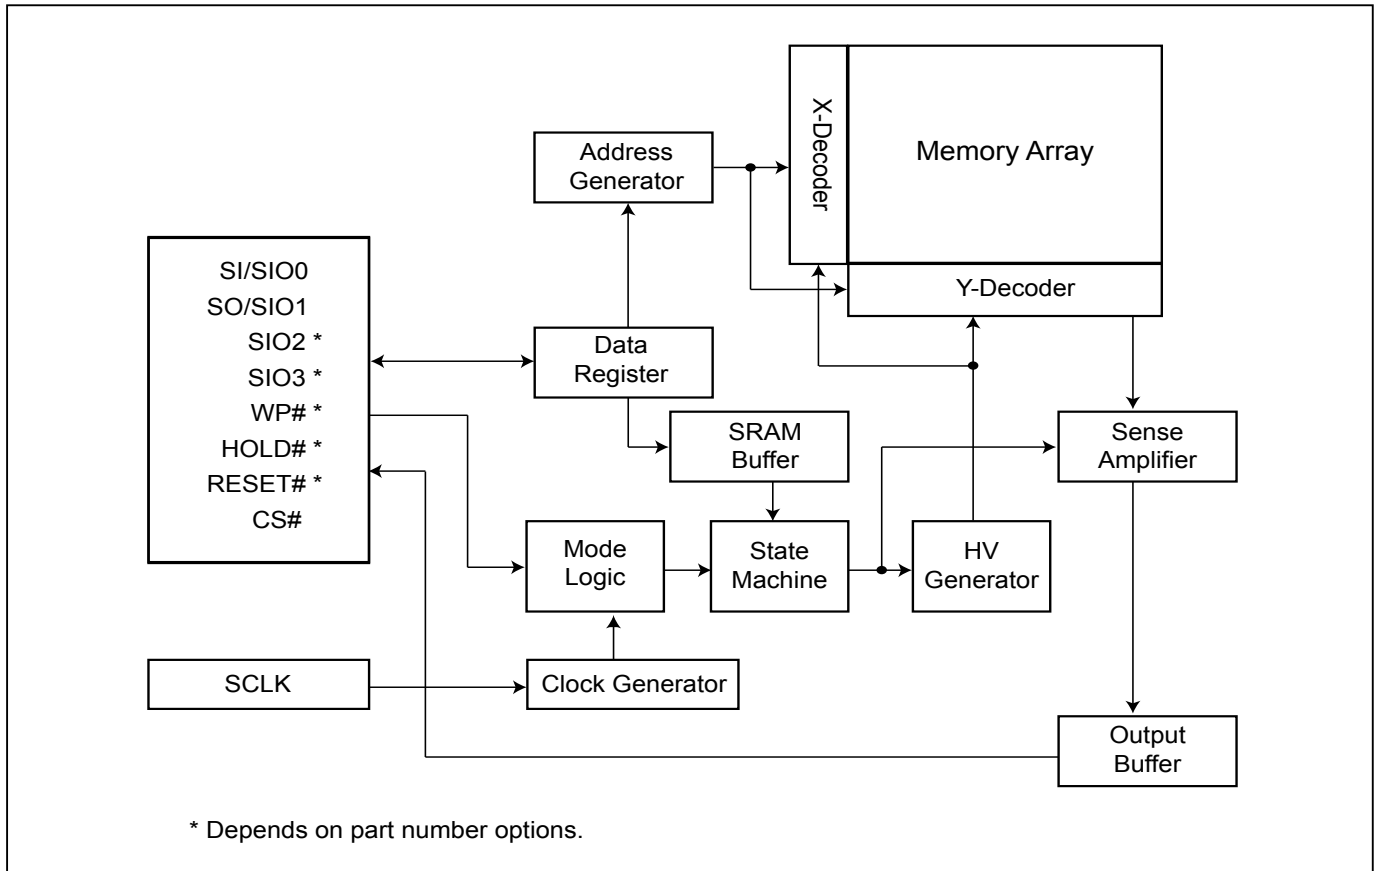 X-Decoder
Memory Array
Address
Generator
Y-Decoder
SI/SIO0
SO/SIO1
SIO2 *
SIO3 *
WP# *
HOLD# *
RESET# *
CS#
Data
Register
SRAM
Buffer
Sense
Amplifier
Mode
Logic
State
Machine
HV
Generator
SCLK
Clock Generator
Output
Buffer
* Depends on part number options.